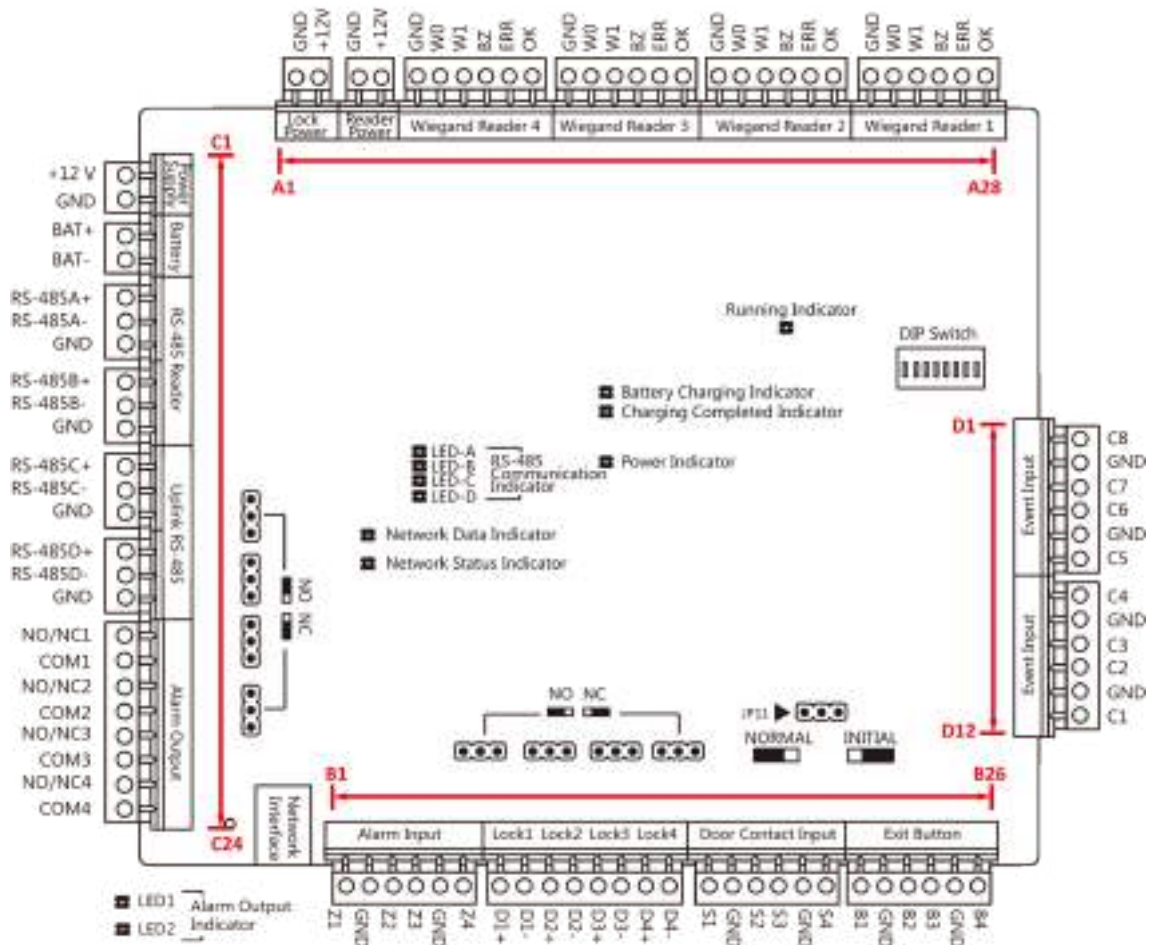 GND
+12V
GND
+12V
GND
W0
W1
BZ
ERR
OK
GND
W0
W1
BZ
ERR
OK
GND
W0
W1
BZ
ERR
OK
GND
W0
W1
BZ
ERR
OK
Lock Power
Reader Power
Wiegand Reader 4
Wiegand Reader 3
Wiegand Reader 2
Wiegand Reader 1
C1
A1
A28
+12 V
GND
Power Supply
BAT+
BAT-
Battery
RS-485A+
RS-485A-
GND
RS-485B+
RS-485B-
GND
RS-485 Reader
RS-485C+
RS-485C-
GND
RS-485D+
RS-485D-
GND
Uplink RS-485
NO/NC1
COM1
NO/NC2
COM2
NO/NC3
COM3
NO/NC4
COM4
Alarm Output
C24
Running Indicator
DIP Switch
Battery Charging Indicator
Charging Completed Indicator
Power Indicator
LED-A
LED-B
LED-C
LED-D
RS-485
Communication
Indicator
Network Data Indicator
Network Status Indicator
NO
NC
NO NC
JP11
NORMAL
INITIAL
D1
D12
Event Input
C8
GND
C7
C6
GND
C5
Event Input
C4
GND
C3
C2
GND
C1
B1
B26
Network
Interface
Alarm Input
Lock1 Lock2 Lock3 Lock4
Door Contact Input
Exit Button
Z1
GND
Z2
Z3
GND
Z4
D1+
D1-
D2+
D2-
D3+
D3-
D4+
D4-
S1
GND
S2
S3
GND
S4
B1
GND
B2
B3
GND
B4
LED1
LED2
Alarm Output
Indicator